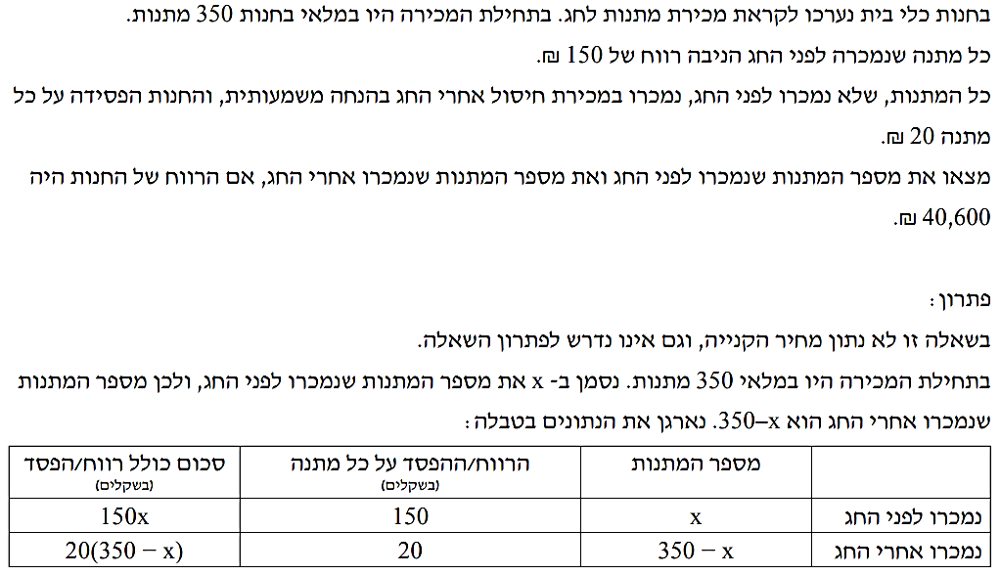 בחנות כלי בית נערכו לקראת מכירת מתנות לחג. בתחילת המכירה היו במלאי בחנות 350 מתנות.
כל מתנה שנמכרה לפני החג הניבה רווח של 150 ₪.
כל המתנות, שלא נמכרו לפני החג, נמכרו במכירת חיסול אחרי החג בהנחה משמעותית, והחנות הפסידה על כל
מתנה 20 ₪.
מצאו את מספר המתנות שנמכרו לפני החג ואת מספר המתנות שנמכרו אחרי החג, אם הרווח של החנות היה
40,600 ₪.
פתרון:
בשאלה זו לא נתון מחיר הקנייה, וגם אינו נדרש לפתרון השאלה.
בתחילת המכירה היו במלאי 350 מתנות. נסמן ב- x את מספר המתנות שנמכרו לפני החג, ולכן מספר המתנות
שנמכרו אחרי החג הוא 350–x. נארגן את הנתונים בטבלה:
מספר המתנות הרווח/ההפסד על כל מתנה סכום כולל רווח/הפסד
(בשקלים) (בשקלים)
נמכרו לפני החג x 150 150x
נמכרו אחרי החג 350 − x 20 20(350 − x)